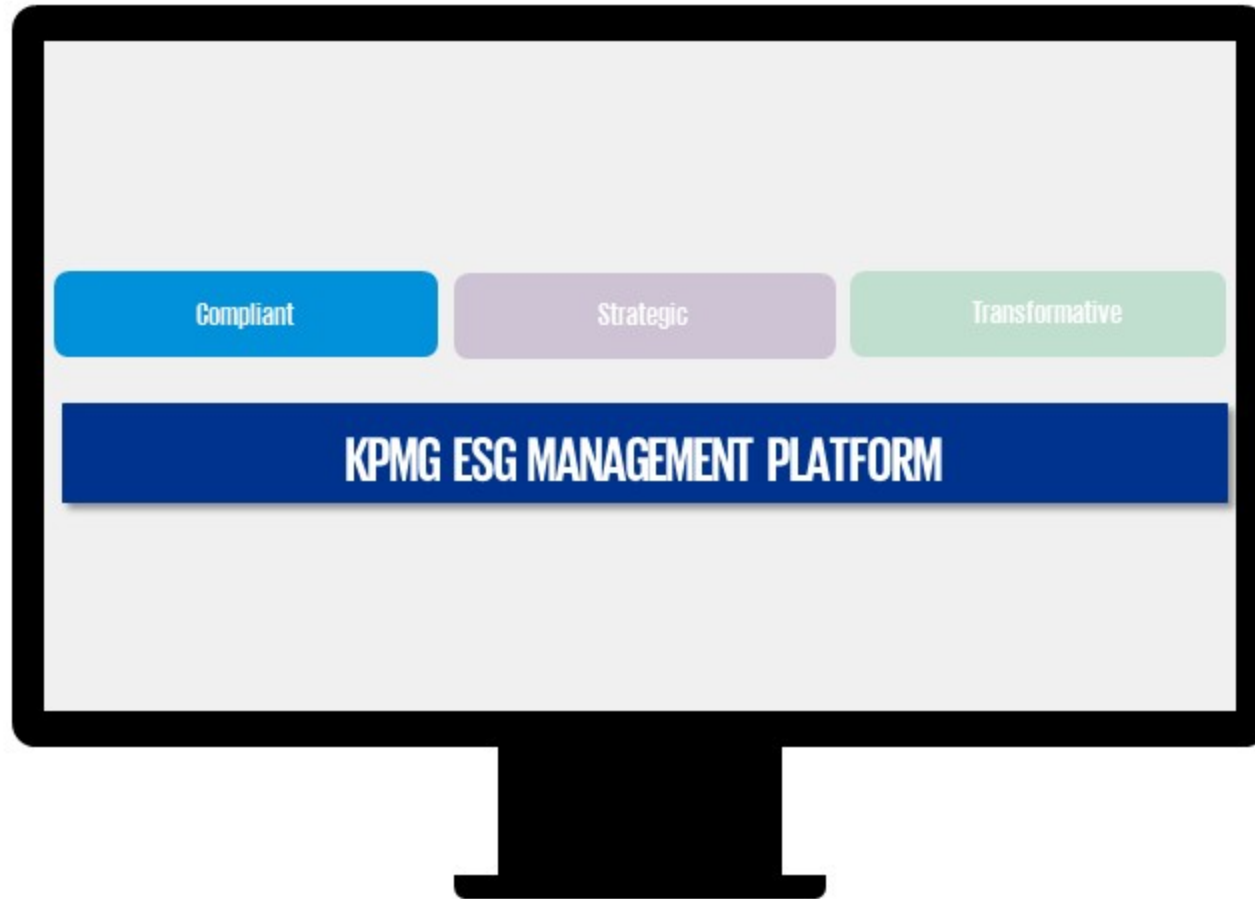 Compliant
Strategic
Transformative
KPMG ESG MANAGEMENT PLATFORM